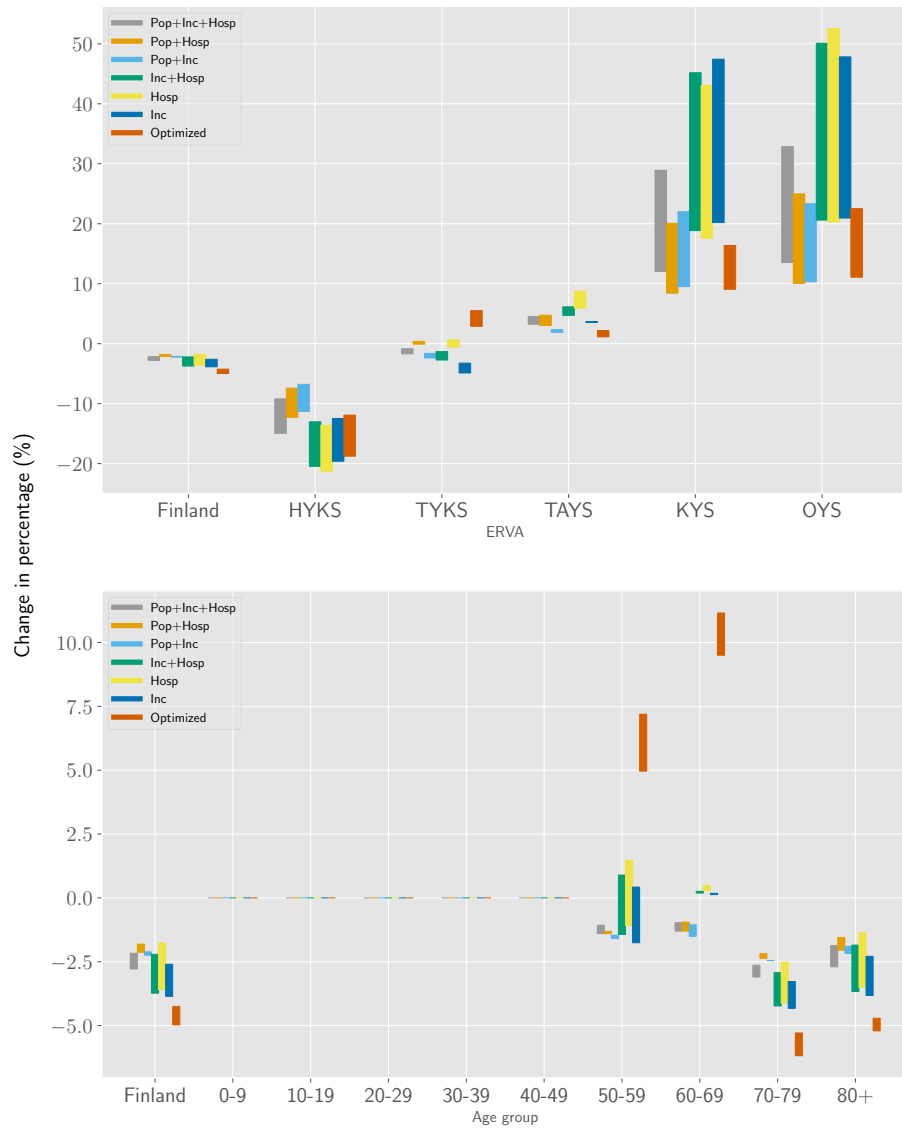 Change in percentage (%)
50
40
30
20
10
0
−10
−20
Pop+Inc+Hosp
Pop+Hosp
Pop+Inc
Inc+Hosp
Hosp
Inc
Optimized
Finland HYKS TYKS TAYS KYS OYS
ERVA
10.0
7.5
5.0
2.5
0.0
−2.5
−5.0
Pop+Inc+Hosp
Pop+Hosp
Pop+Inc
Inc+Hosp
Hosp
Inc
Optimized
Finland 0-9 10-19 20-29 30-39 40-49 50-59 60-69 70-79 80+
Age group